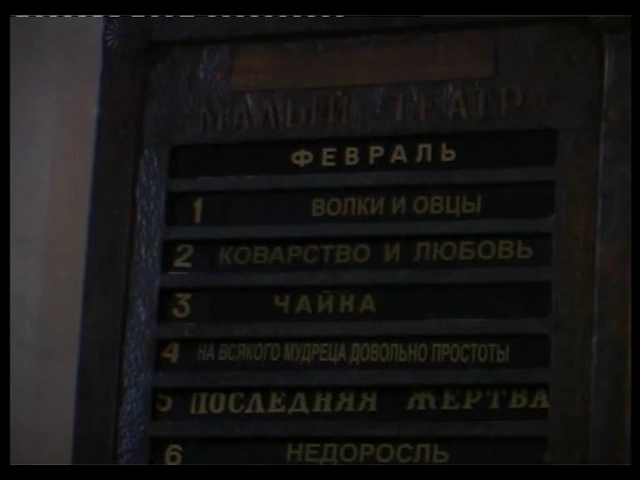 МАЛЫЙ ТЕАТР
ФЕВРАЛЬ
1 ВОЛКИ И ОВЦЫ
2 КОВАРСТВО И ЛЮБОВЬ
3 ЧАЙКА
4 НА ВСЯКОГО МУДРЕЦА ДОВОЛЬНО ПРОСТОТЫ
5 ПОСЛЕДНЯЯ ЖЕРТВА
6 НЕДОРОСЛЬ